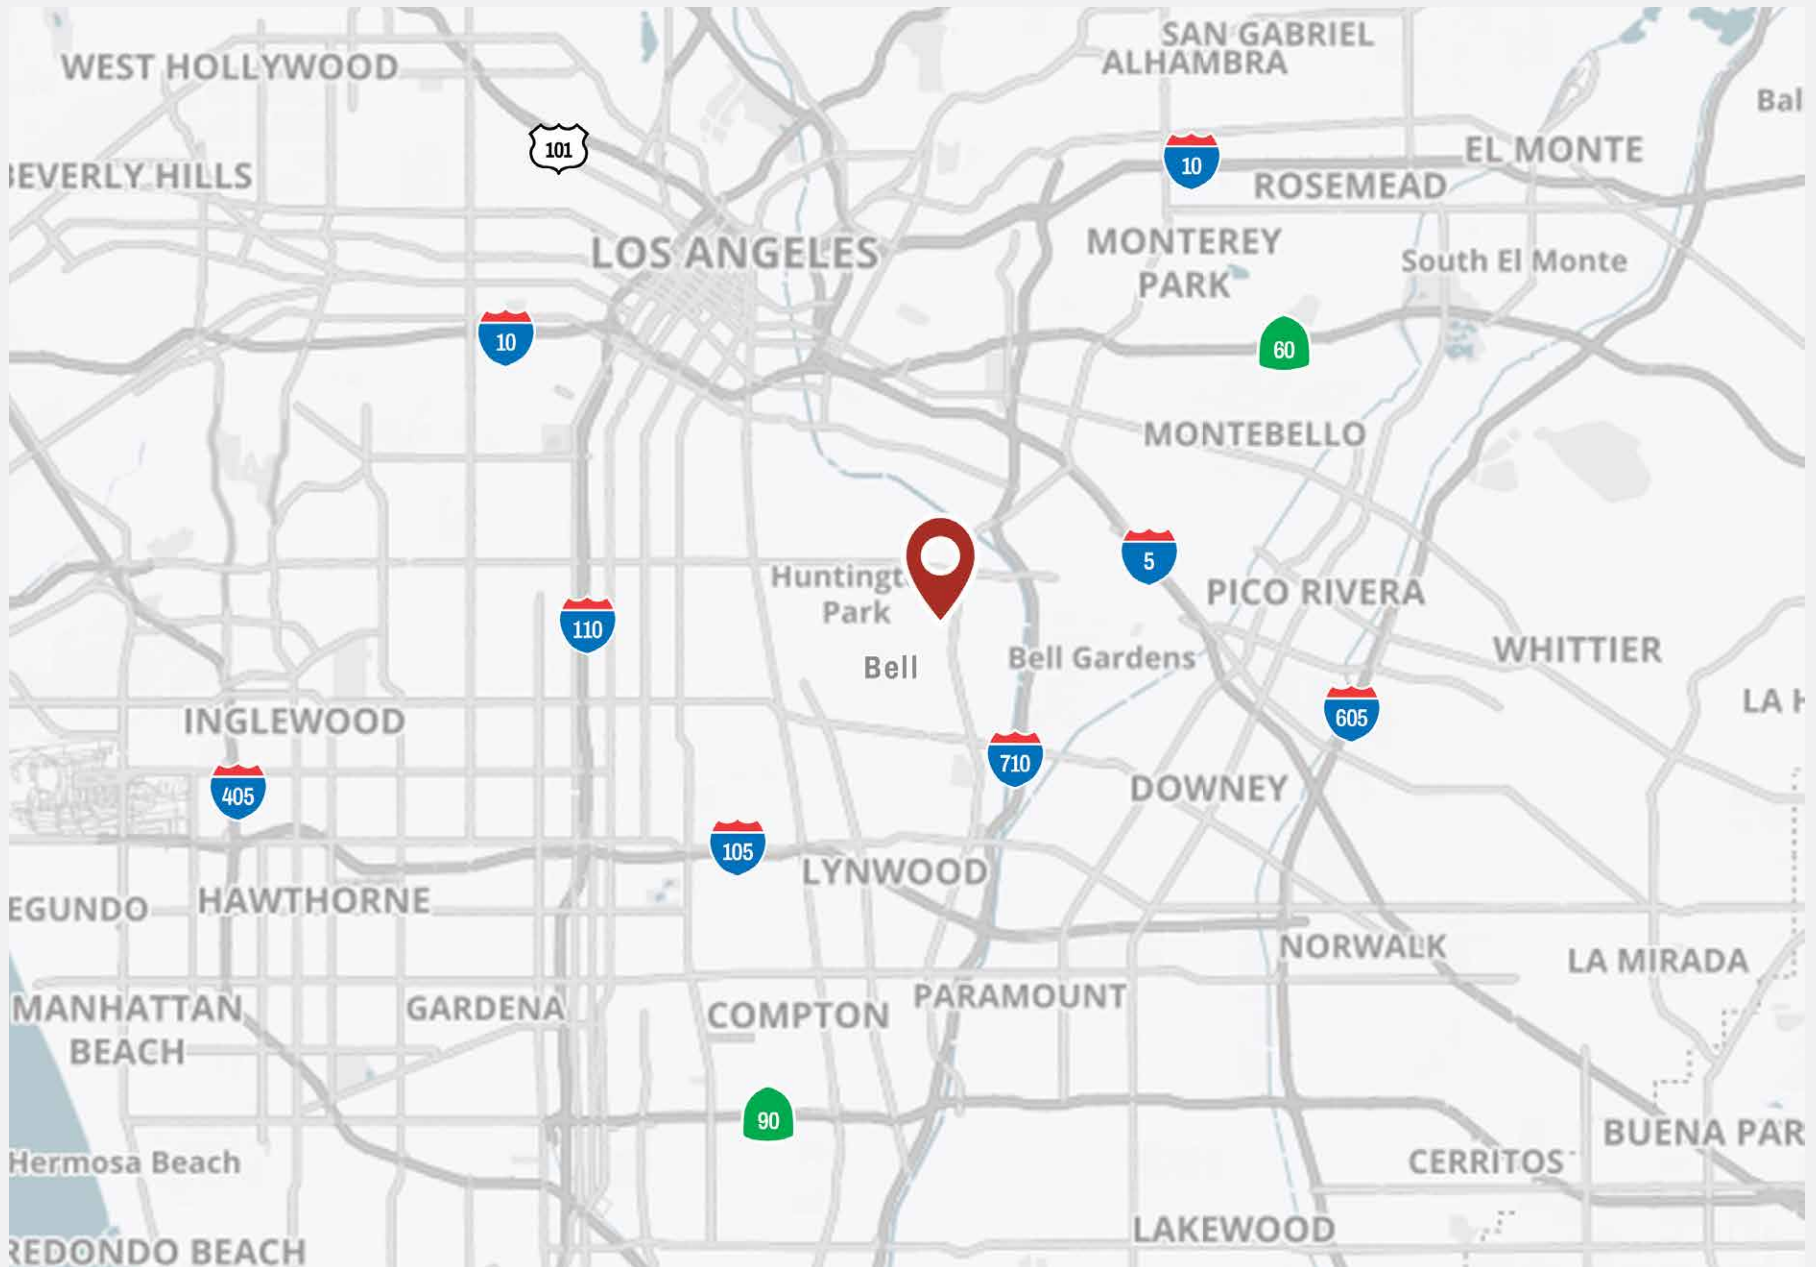 SAN GABRIEL
WEST HOLLYWOOD
ALHAMBRA
Bal
101
EL MONTE
10
BEVERLY HILLS
ROSEMEAD
MONTEREY
PARK
LOS ANGELES
South El Monte
10
60
MONTEBELLO
5
Huntingt
Park
PICO RIVERA
110
WHITTIER
Bell
Bell Gardens
LA H
605
INGLEWOOD
710
DOWNEY
405
105
LYNWOOD
EGUNDO
HAWTHORNE
NORWALK
LA MIRADA
MANHATTAN
BEACH
GARDENA
COMPTON
PARAMOUNT
90
BUENA PAR
Hermosa Beach
CERRITOS
LAKEWOOD
REDONDO BEACH